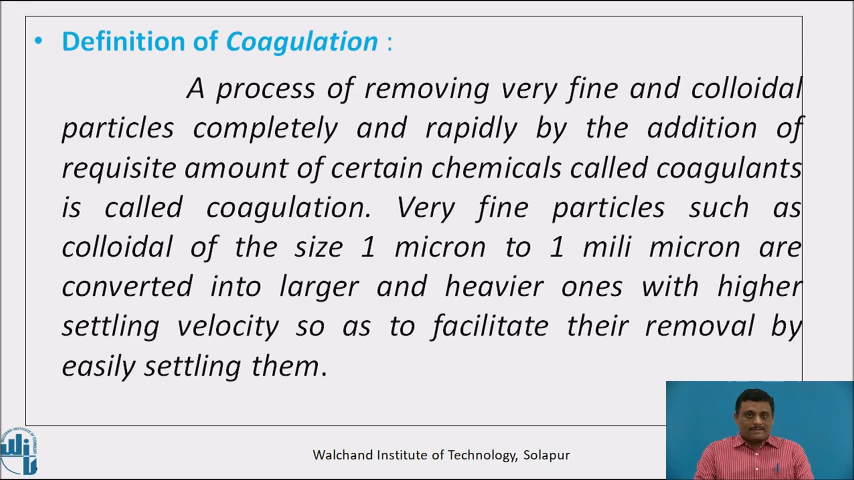 • Definition of Coagulation :
A process of removing very fine and colloidal
particles completely and rapidly by the addition of
requisite amount of certain chemicals called coagulants
is called coagulation. Very fine particles such as
colloidal of the size 1 micron to 1 mili micron are
converted into larger and heavier ones with higher
settling velocity so as to facilitate their removal by
easily settling them.
Walchand Institute of Technology, Solapur